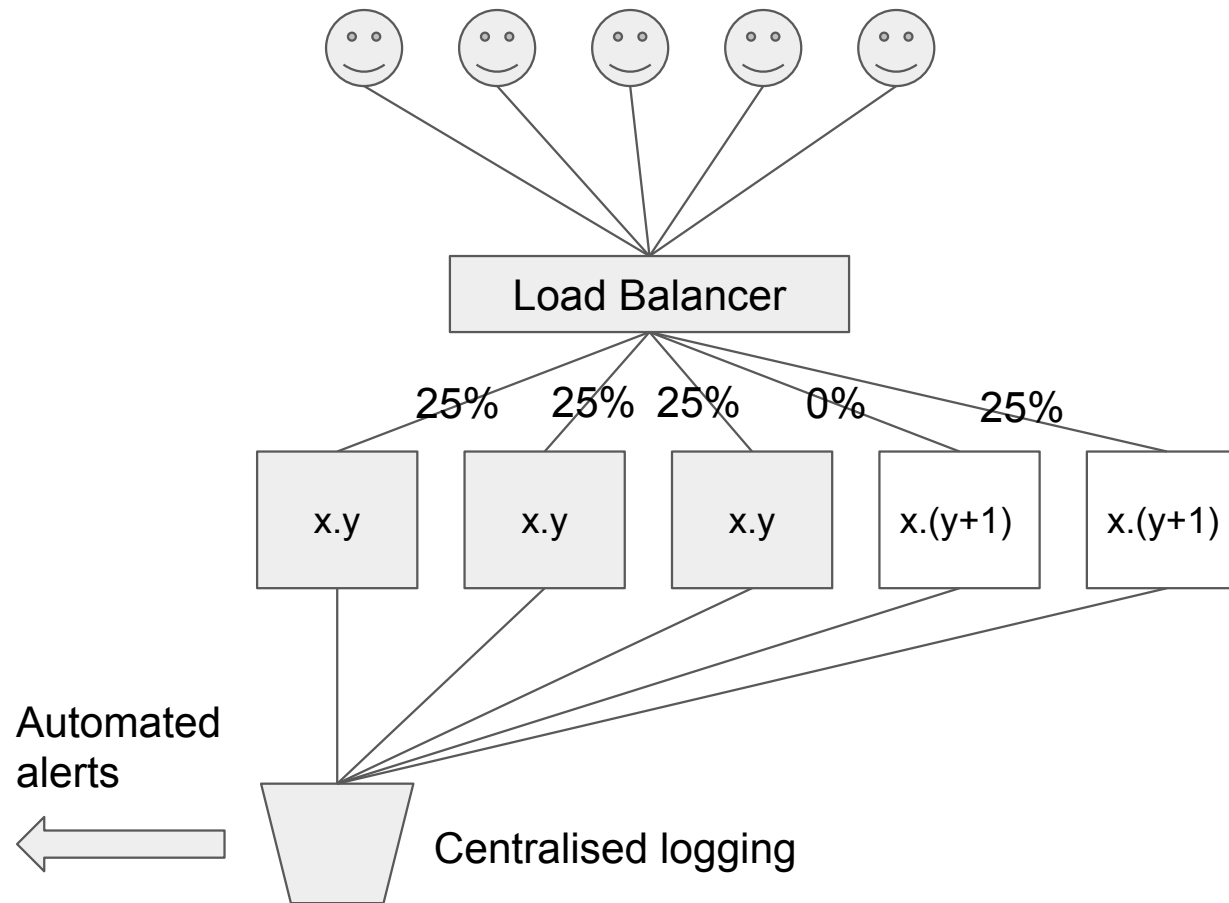 Load Balancer
25% 25% 25% 0% 25%
x.y x.y x.y x.(y+1) x.(y+1)
Automated
alerts
Centralised logging